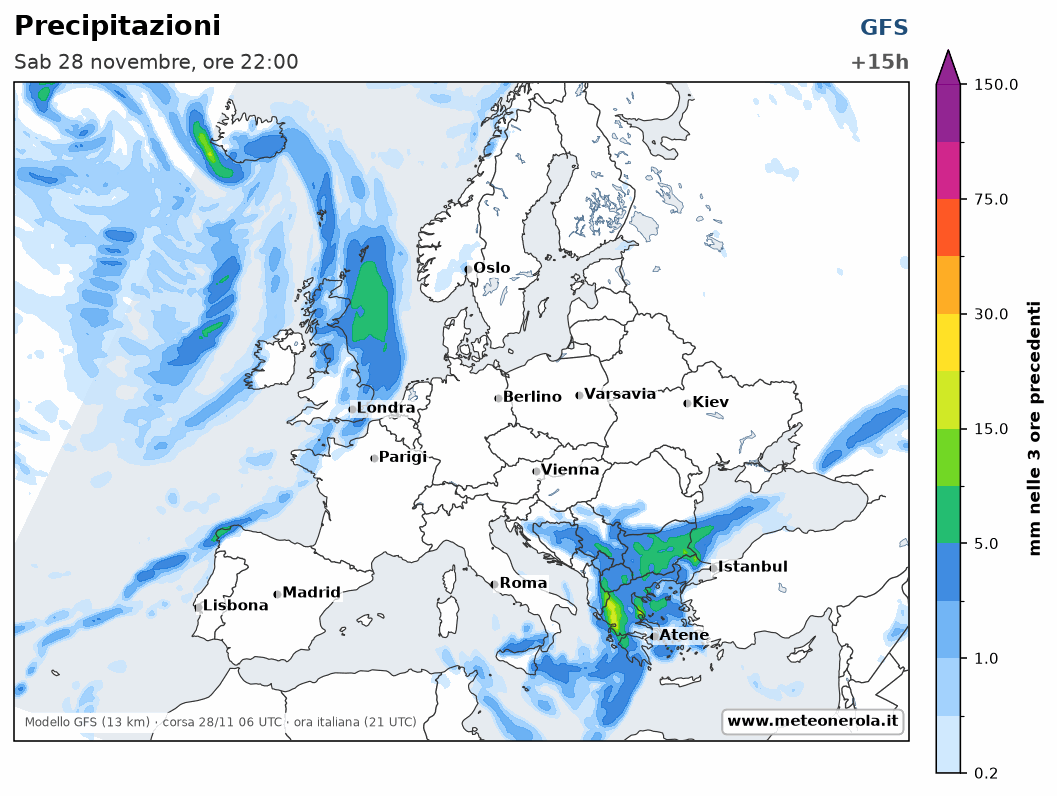 Precipitazioni
GFS
Sab 28 novembre, ore 22:00
+15h
150.0
75.0
30.0
15.0
5.0
1.0
0.2
mm nelle 3 ore precedenti
Oslo
Berlino
Varsavia
Kiev
Londra
Parigi
Vienna
Istanbul
Roma
Madrid
Lisbona
Atene
Modello GFS (13 km) · corsa 28/11 06 UTC · ora italiana (21 UTC)
www.meteonerola.it